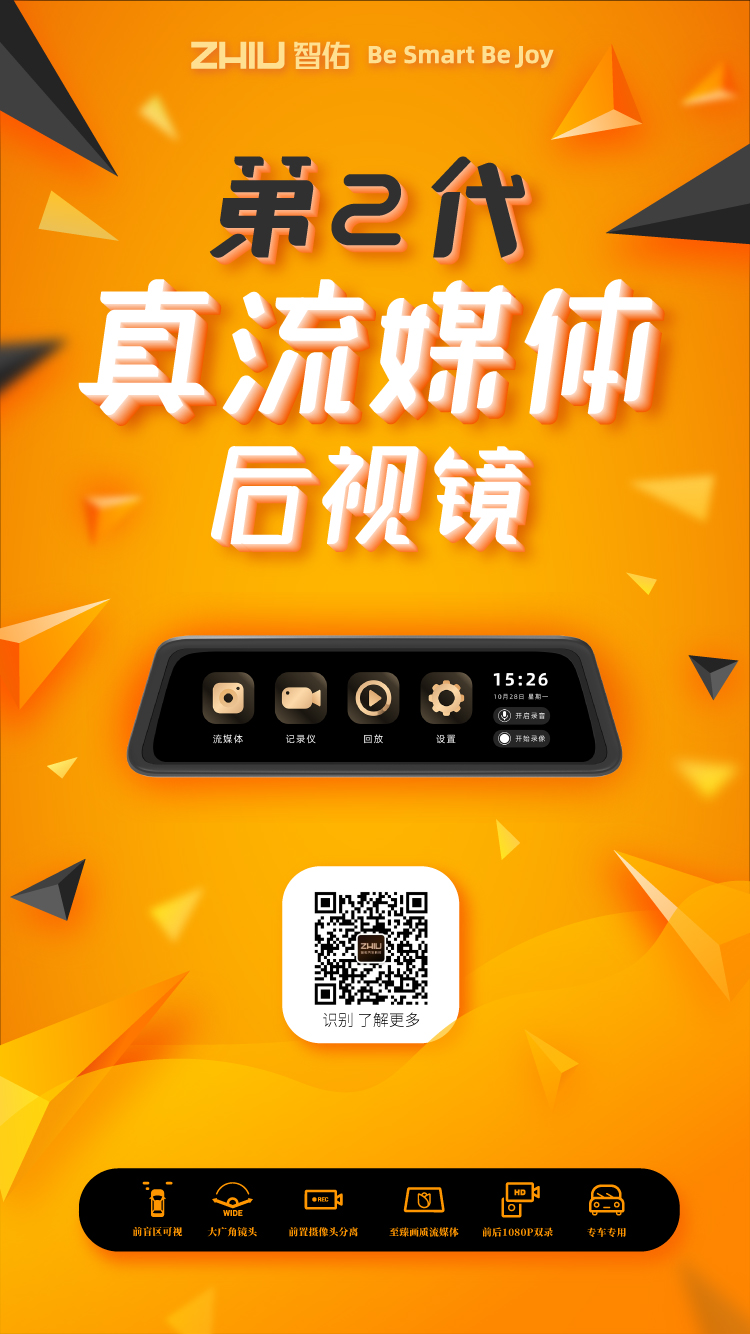 ZHIU 智佑 Be Smart Be Joy
第2代
真流媒体
后视镜
15:26
10月28日 星期一
开启录音
开始录像
流媒体 记录仪 回放 设置
ZHIU
识别 了解更多
WIDE REC HD
前盲区可视 大广角镜头 前置摄像头分离 至臻画质流媒体 前后1080P双录 专车专用